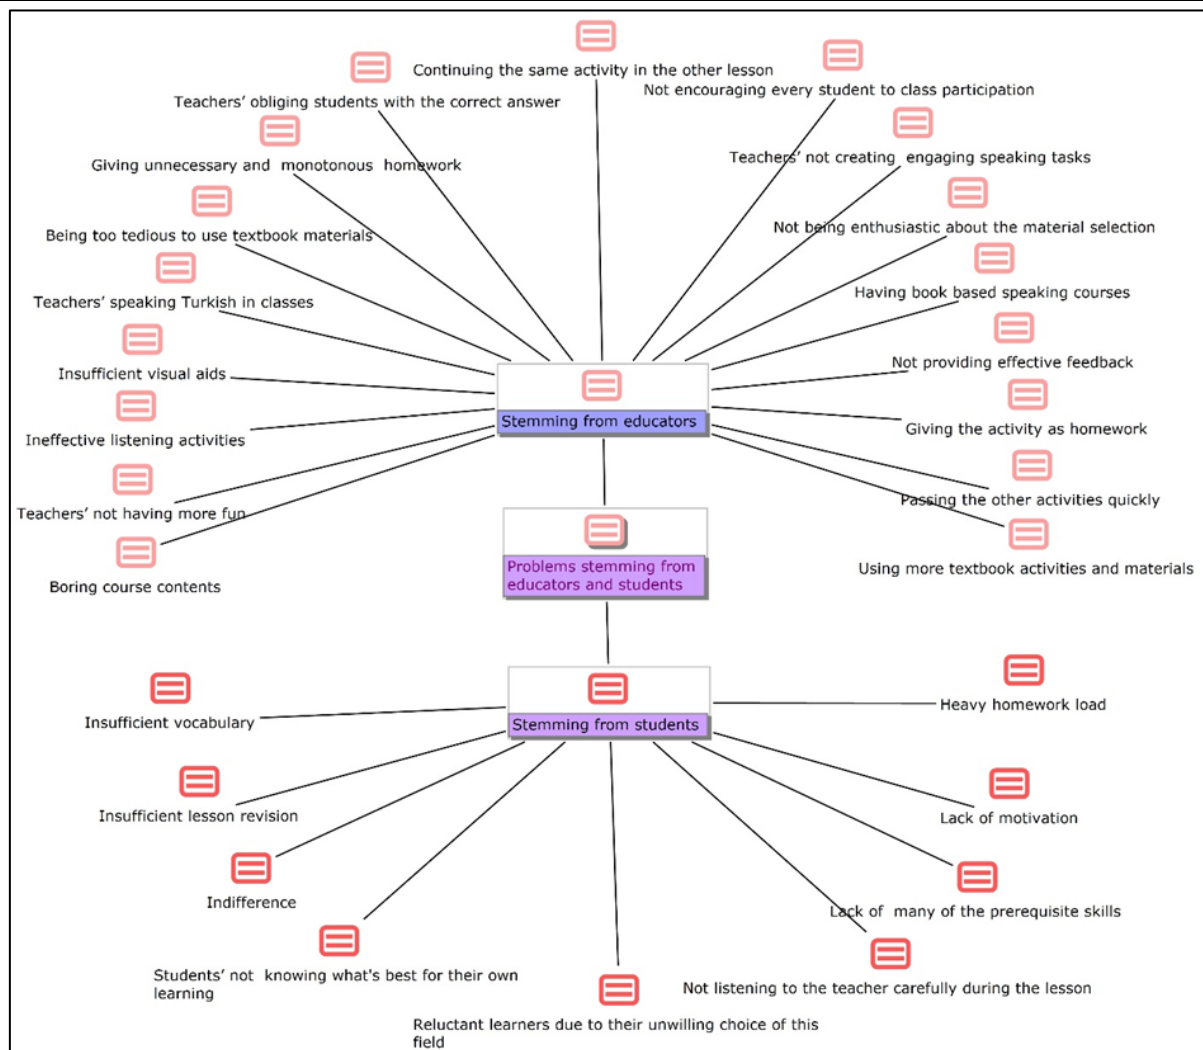 Continuing the same activity in the other lesson
Not encouraging every student to class participation
Teachers' obliging students with the correct answer
Teachers' not creating  engaging speaking tasks
Giving unnecessary and  monotonous  homework
Not being enthusiastic about the material selection
Being too tedious to use textbook materials
Having book based speaking courses
Teachers' speaking Turkish in classes
Not providing effective feedback
Insufficient visual aids
Stemming from educators
Giving the activity as homework
Ineffective listening activities
Passing the other activities quickly
Teachers' not having more fun
Using more textbook activities and materials
Boring course contents
Problems stemming from
educators and students
Heavy homework load
Insufficient vocabulary
Stemming from students
Insufficient lesson revision
Lack of motivation
Indifference
Lack of  many of the prerequisite skills
Students' not  knowing what's best for their own
learning
Not listening to the teacher carefully during the lesson
Reluctant learners due to their unwilling choice of this
field